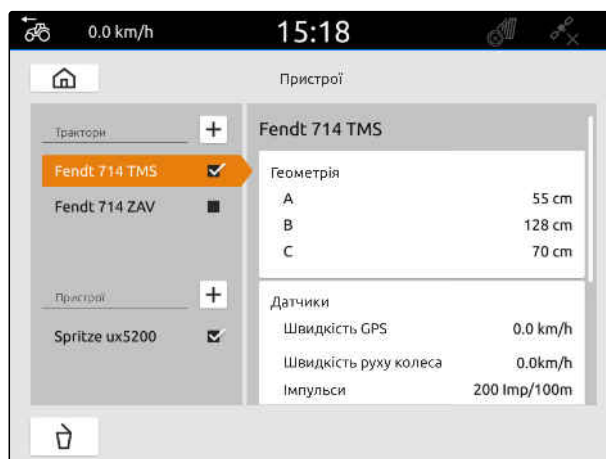 0.0 km/h 15:18
Пристрої
Трактори
Fendt 714 TMS
Fendt 714 ZAV
Пристрої
Spritze ux5200
Fendt 714 TMS
Геометрія
A 55 cm
B 128 cm
C 70 cm
Датчики
Швидкість GPS 0.0 km/h
Швидкість руху колеса 0.0km/h
Імпульси 200 Imp/100m